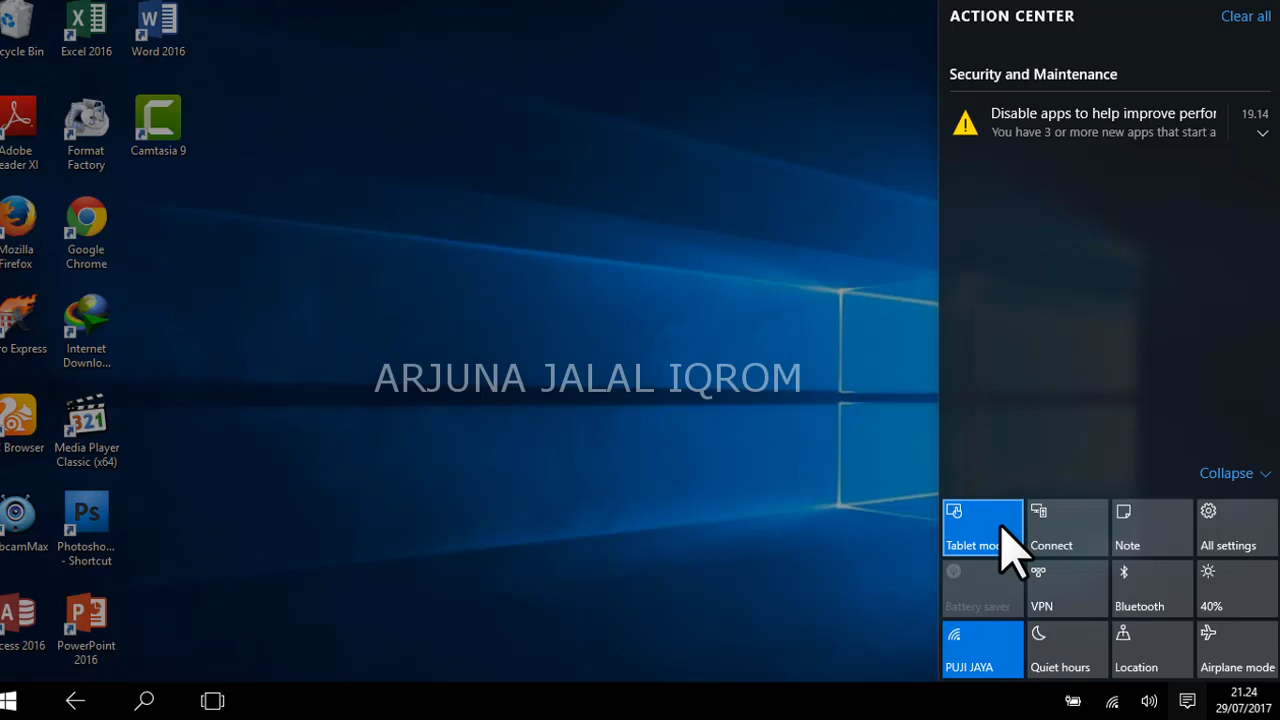 cycle Bin
Excel 2016
Word 2016
Adobe
eader XI
Format
Factory
Camtasia 9
Mozilla
Firefox
Google
Chrome
ro Express
Internet
Downlo...
Browser
Media Player
Classic (x64)
ebcamMax
Photosho...
- Shortcut
ccess 2016
PowerPoint
2016
ARJUNA JALAL IQROM
ACTION CENTER
Clear all
Security and Maintenance
Disable apps to help improve perfor
19.14
You have 3 or more new apps that start a
Collapse
Tablet mod
Connect
Note
All settings
Battery saver
VPN
Bluetooth
40%
PUJI JAYA
Quiet hours
Location
Airplane mode
21.24
29/07/2017